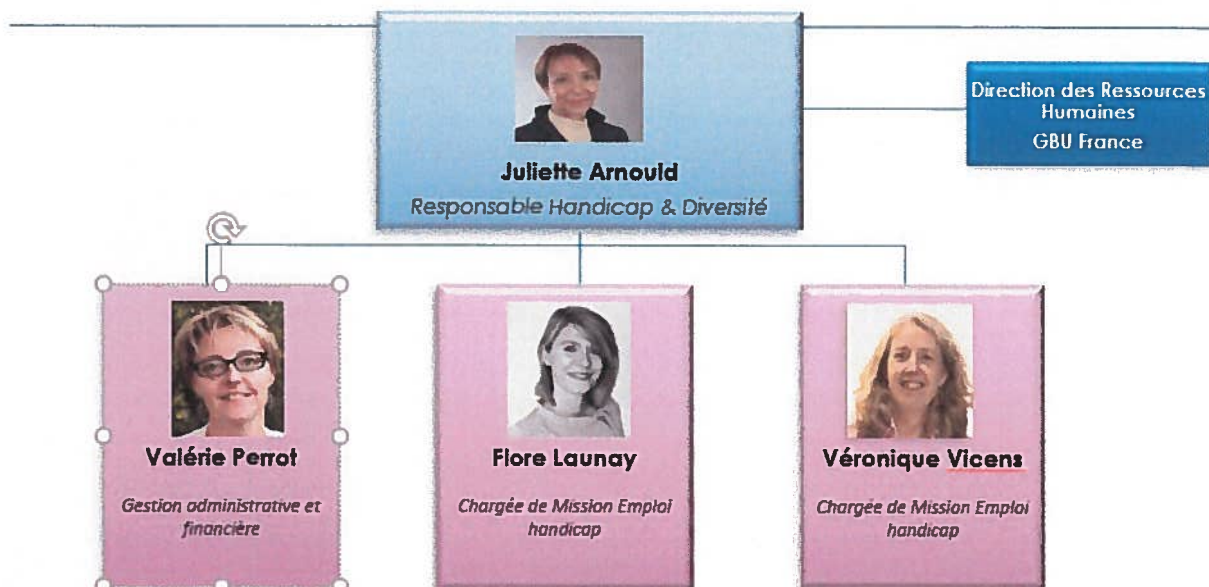 Direction des Ressources
Humaines
GBU France
Juliette Arnould
Responsable Handicap & Diversité
Valérie Perrot
Gestion administrative et
financière
Flore Launay
Chargée de Mission Emploi
handicap
Véronique Vicens
Chargée de Mission Emploi
handicap